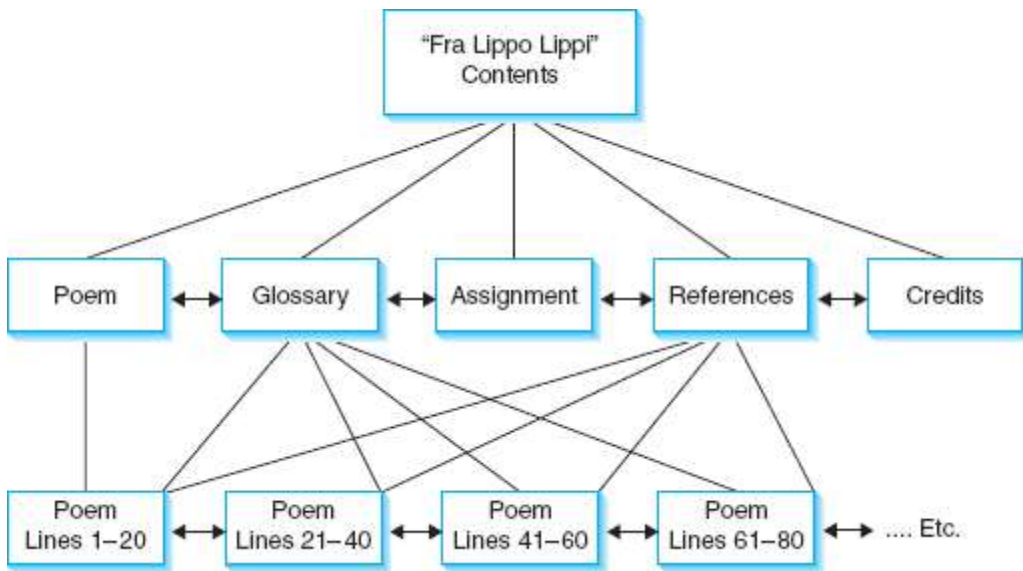 “Fra Lippo Lippi”
Contents
Poem
Glossary
Assignment
References
Credits
Poem
Lines 1–20
Poem
Lines 21–40
Poem
Lines 41–60
Poem
Lines 61–80
.... Etc.